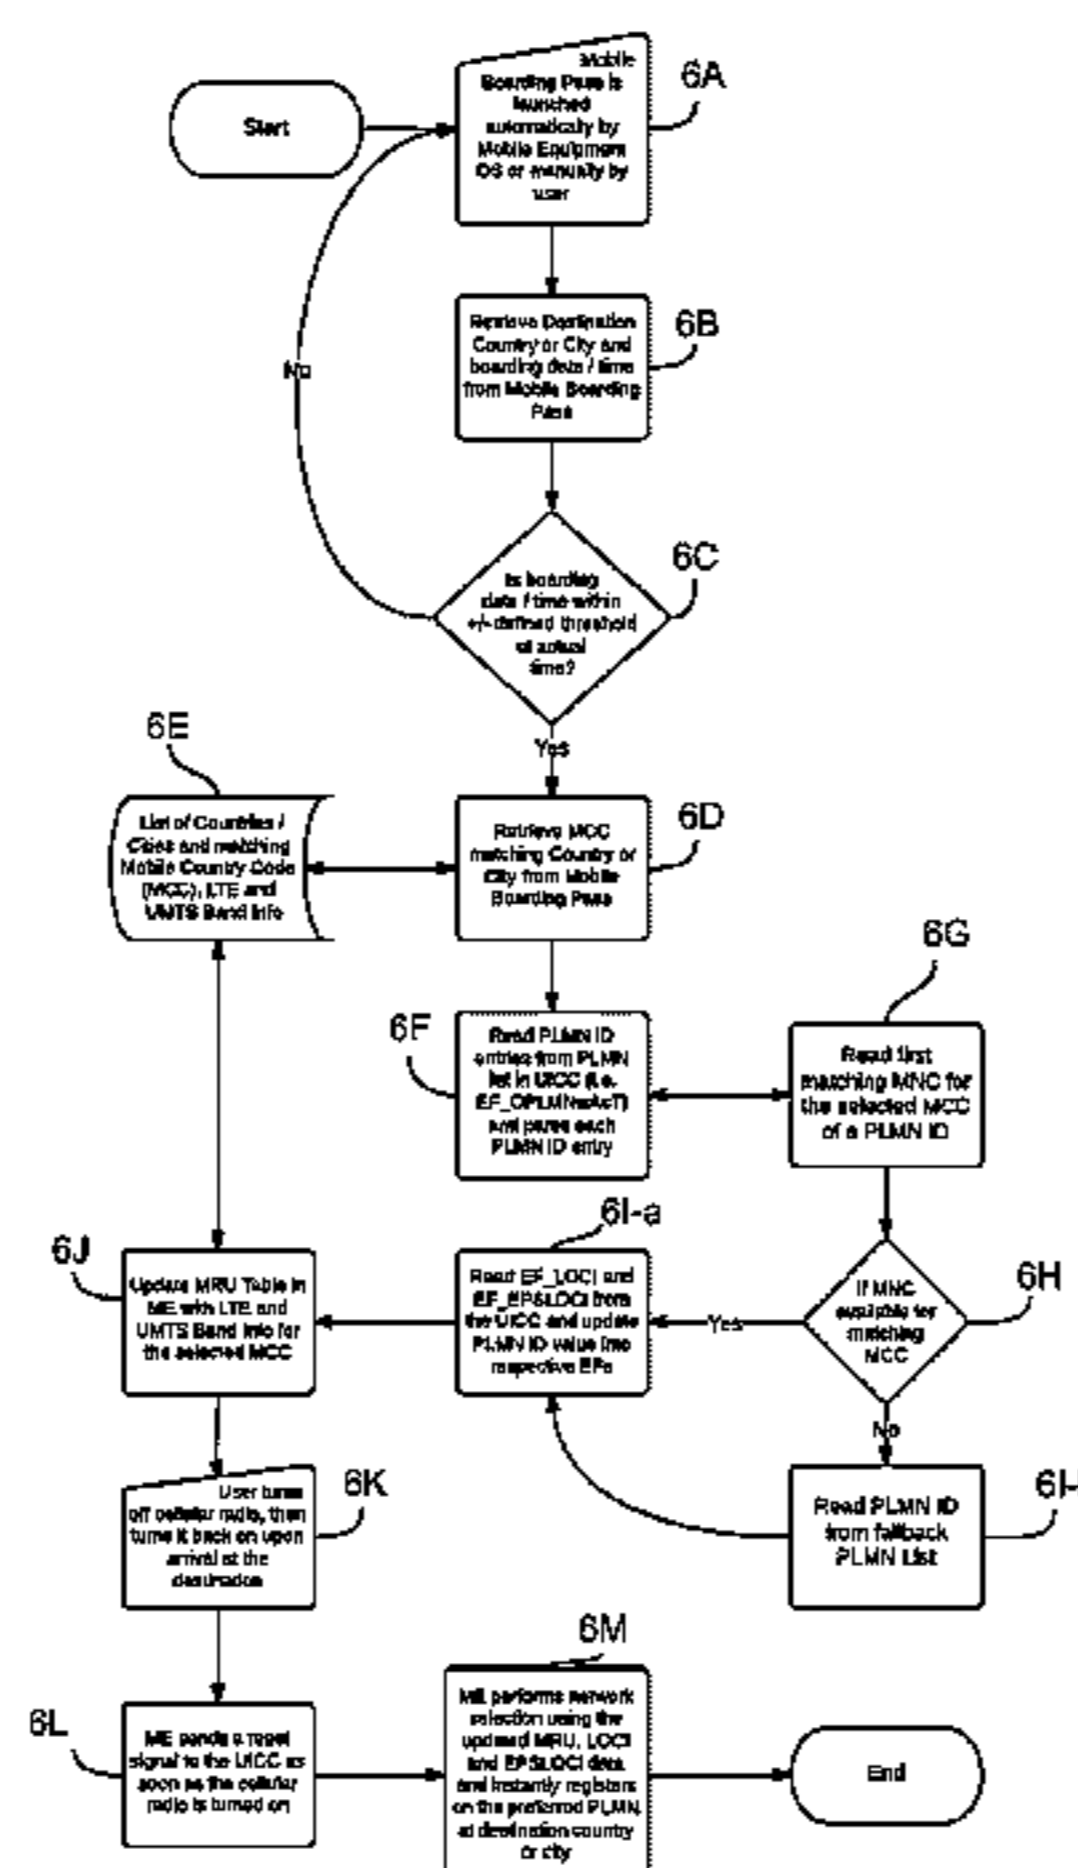 Start
Mobile
Boarding Pass is
launched
automatically by
Mobile Equipment
OS or manually by
user
6A
Retrieve Destination
Country or City and
boarding date / time
from Mobile Boarding
Pass
6B
No
Is boarding
date / time within
+/- defined threshold
of actual
time?
6C
Yes
6E
List of Countries /
Cities and matching
Mobile Country Code
(MCC), LTE and
UMTS Band Info
Retrieve MCC
matching Country or
City from Mobile
Boarding Pass
6D
6F
Read PLMN ID
entries from PLMN
list in UICC (i.e.
EF_OPLMNwAcT)
and parse each
PLMN ID entry
6G
Read first
matching MNC for
the selected MCC
of a PLMN ID
6J
Update MRU Table in
ME with LTE and
UMTS Band Info for
the selected MCC
6I-a
Read EF_LOCI and
EF_EPSLOCI from
the UICC and update
PLMN ID value into
respective EFs
Yes
If MNC
available for
matching
MCC
6H
No
User turns
off cellular radio, then
turns it back on upon
arrival at the
destination
6K
Read PLMN ID
from fallback
PLMN List
6I-
6L
ME sends a reset
signal to the UICC as
soon as the cellular
radio is turned on
6M
ME performs network
selection using the
updated MRU, LOCI
and EPSLOCI data
and instantly registers
on the preferred PLMN
at destination country
or city
End